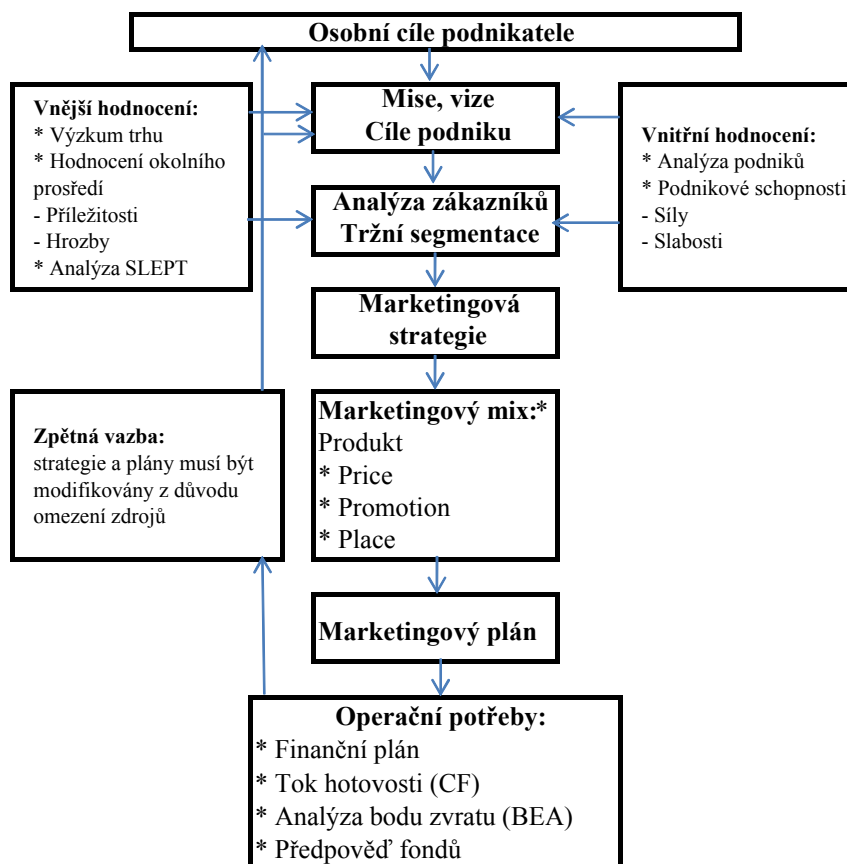 Osobní cíle podnikatele
Mise, vize
Cíle podniku
Vnější hodnocení:
* Výzkum trhu
* Hodnocení okolního
prosředí
- Příležitosti
- Hrozby
* Analýza SLEPT
Vnitřní hodnocení:
* Analýza podniků
* Podnikové schopnosti
- Síly
- Slabosti
Analýza zákazníků
Tržní segmentace
Marketingová
strategie
Marketingový mix:*
Produkt
* Price
* Promotion
* Place
Zpětná vazba:
strategie a plány musí být
modifikovány z důvodu
omezení zdrojů
Marketingový plán
Operační potřeby:
* Finanční plán
* Tok hotovosti (CF)
* Analýza bodu zvratu (BEA)
* Předpověď fondů